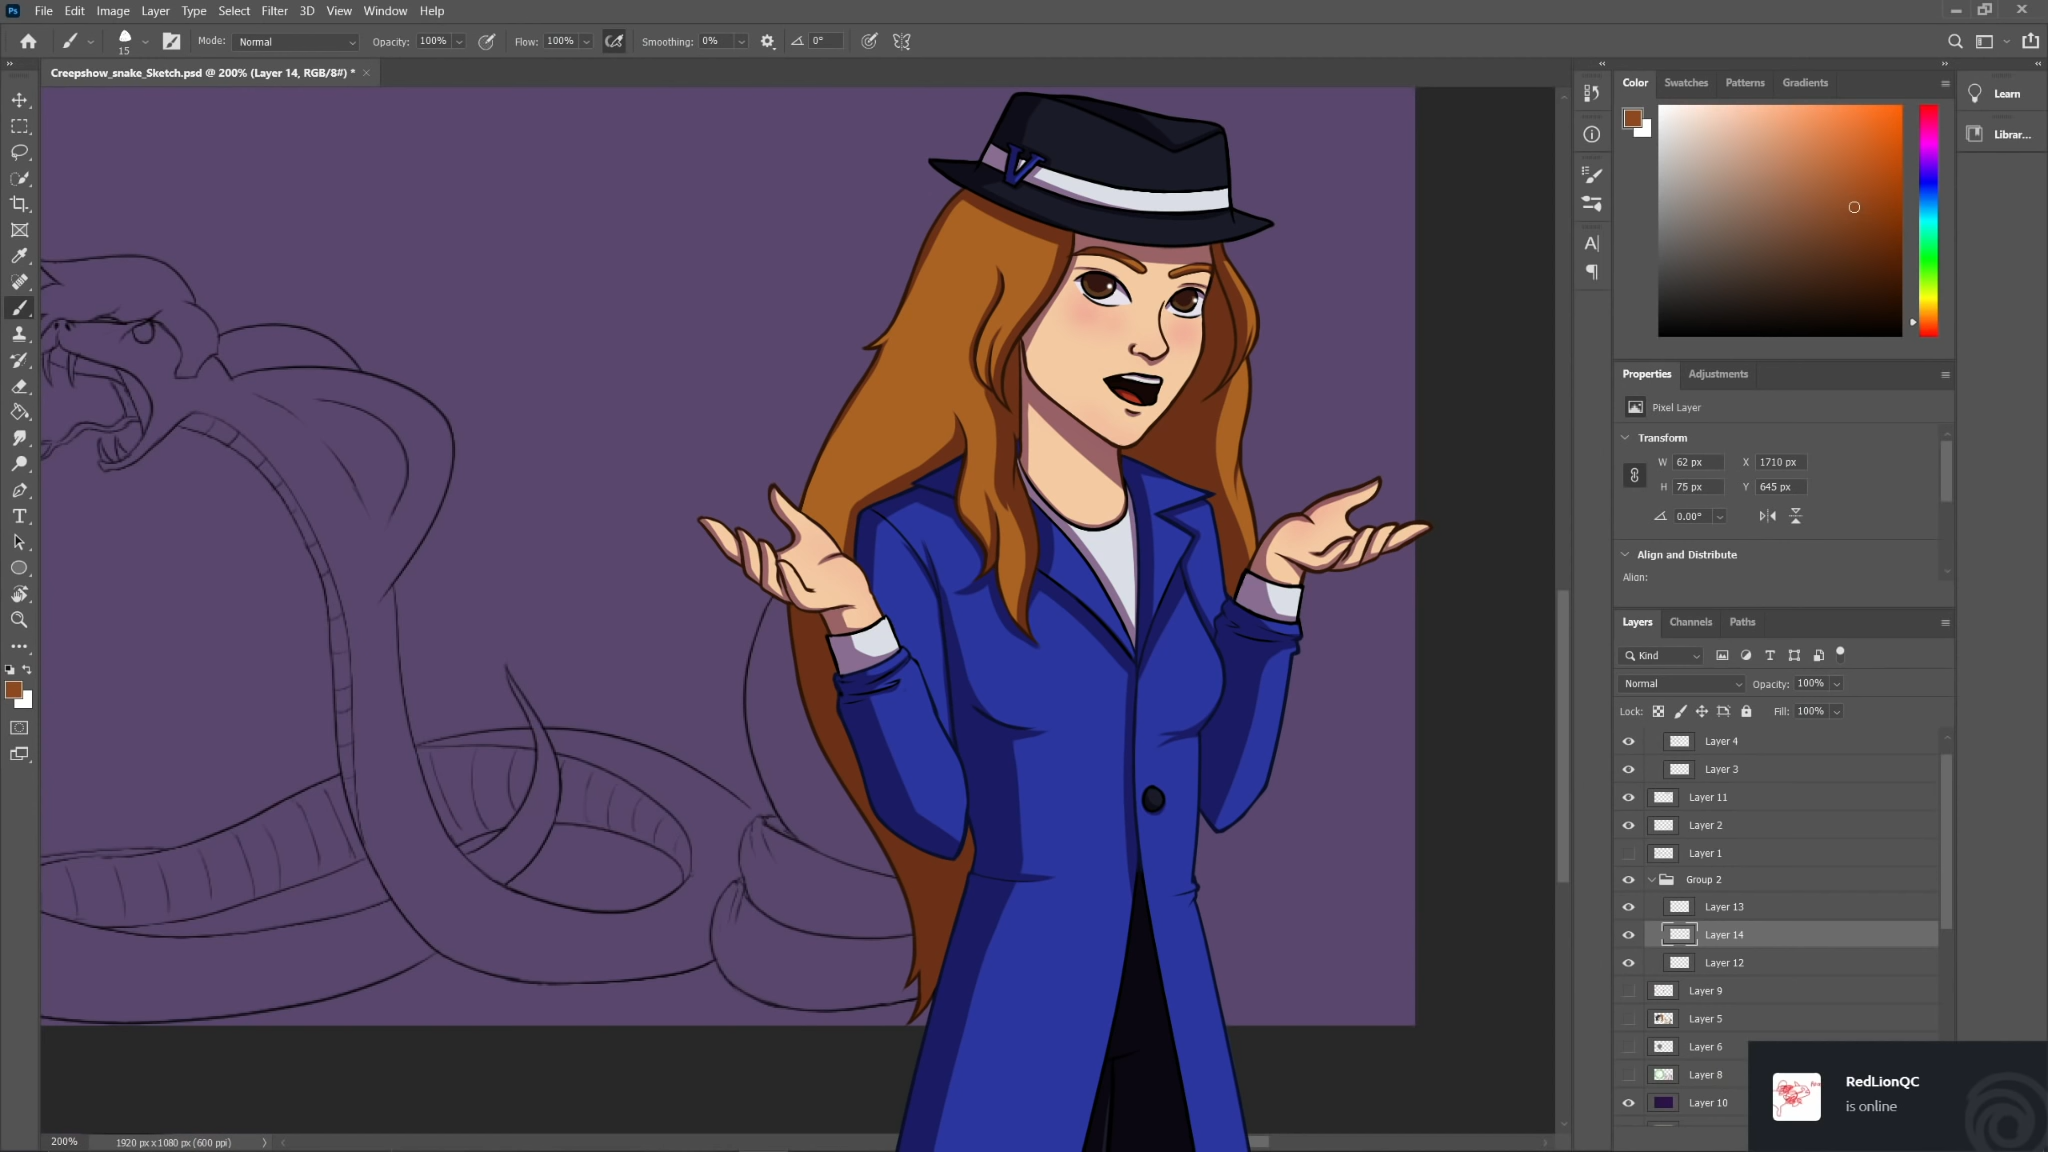 Ps File Edit Image Layer Type Select Filter 3D View Window Help
15 Mode: Normal Opacity: 100% Flow: 100% Smoothing: 0% 0°
Creepshow_snake_Sketch.psd @ 200% (Layer 14, RGB/8#) *
Color Swatches Patterns Gradients
Learn
Librar...
V
Properties Adjustments
Pixel Layer
Transform
W 62 px X 1710 px
H 75 px Y 645 px
0.00°
Align and Distribute
Align:
Layers Channels Paths
Kind
Normal Opacity: 100%
Lock: Fill: 100%
Layer 4
Layer 3
Layer 11
Layer 2
Layer 1
Group 2
Layer 13
Layer 14
Layer 12
Layer 9
Layer 5
Layer 6
Layer 8
Layer 10
RedLionQC
is online
200% 1920 px x 1080 px (600 ppi)